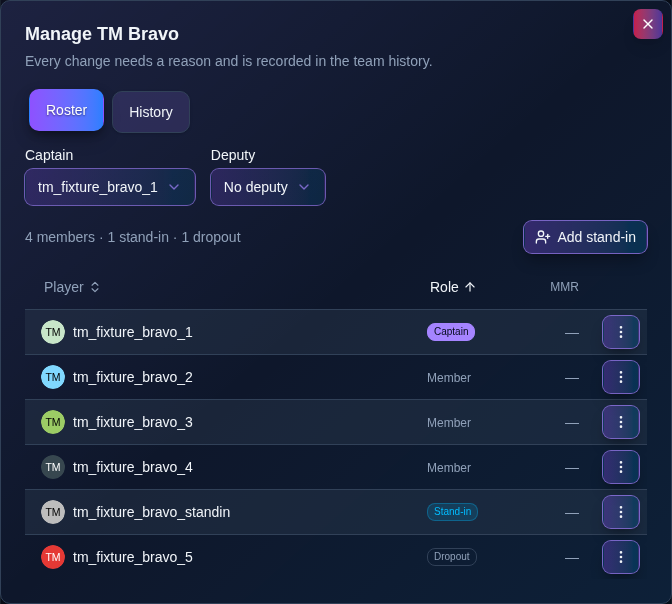 Manage TM Bravo
Every change needs a reason and is recorded in the team history.
Roster History
Captain Deputy
tm_fixture_bravo_1 No deputy
4 members · 1 stand-in · 1 dropout Add stand-in
Player Role MMR
TM tm_fixture_bravo_1 Captain —
TM tm_fixture_bravo_2 Member —
TM tm_fixture_bravo_3 Member —
TM tm_fixture_bravo_4 Member —
TM tm_fixture_bravo_standin Stand-in —
TM tm_fixture_bravo_5 Dropout —